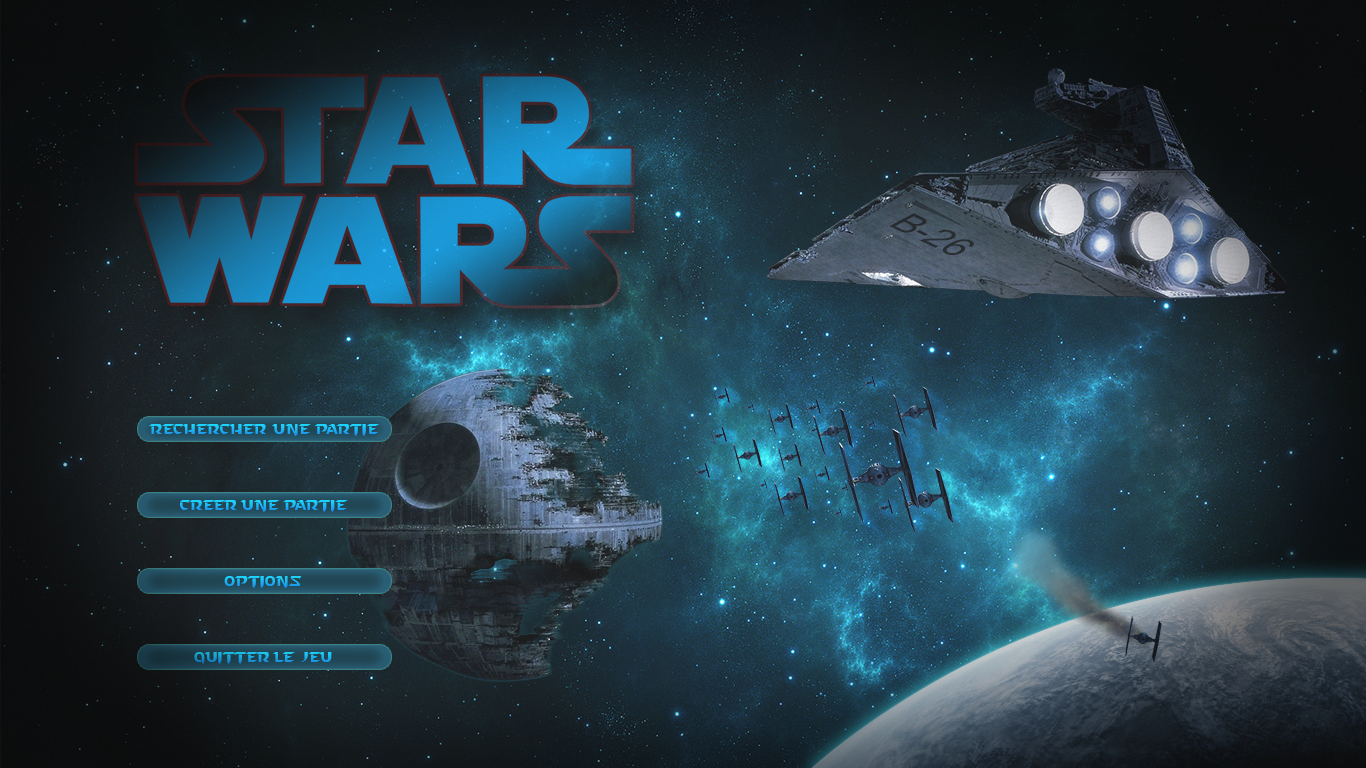 STAR
WARS
B-26
RECHERCHER UNE PARTIE
CREER UNE PARTIE
OPTIONS
QUITTER LE JEU